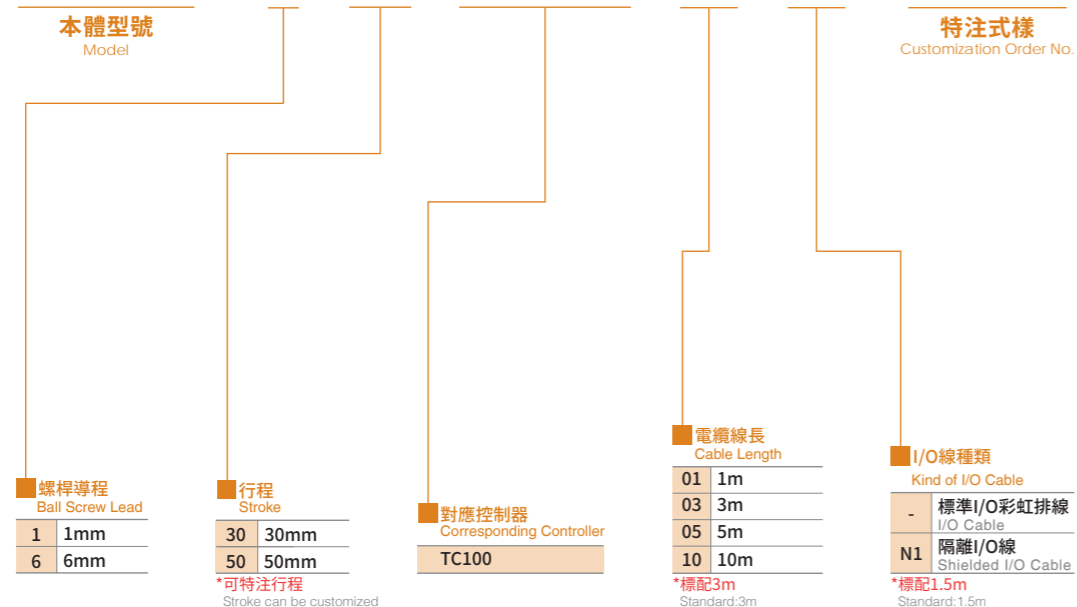 本體型號
Model
特注式樣
Customization Order No.
螺桿導程
Ball Screw Lead
1 1mm
6 6mm
行程
Stroke
30 30mm
50 50mm
*可特注行程
Stroke can be customized
對應控制器
Corresponding Controller
TC100
電纜線長
Cable Length
01 1m
03 3m
05 5m
10 10m
*標配3m
Standard:3m
I/O線種類
Kind of I/O Cable
- 標準I/O彩虹排線
I/O Cable
N1 隔離I/O線
Shielded I/O Cable
*標配1.5m
Standard:1.5m